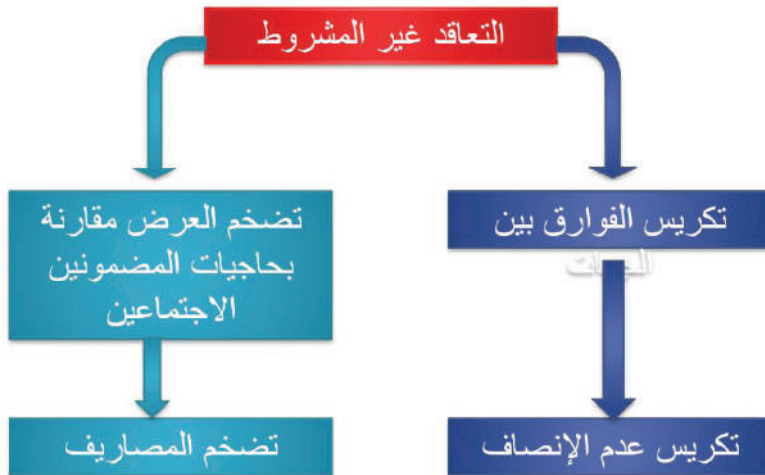 التعاقد غير المشروط
تكريس الفوارق بين
تضخم العرض مقارنة
بحاجيات المضمونين
الاجتماعين
تكريس عدم الإنصاف
تضخم المصاريف